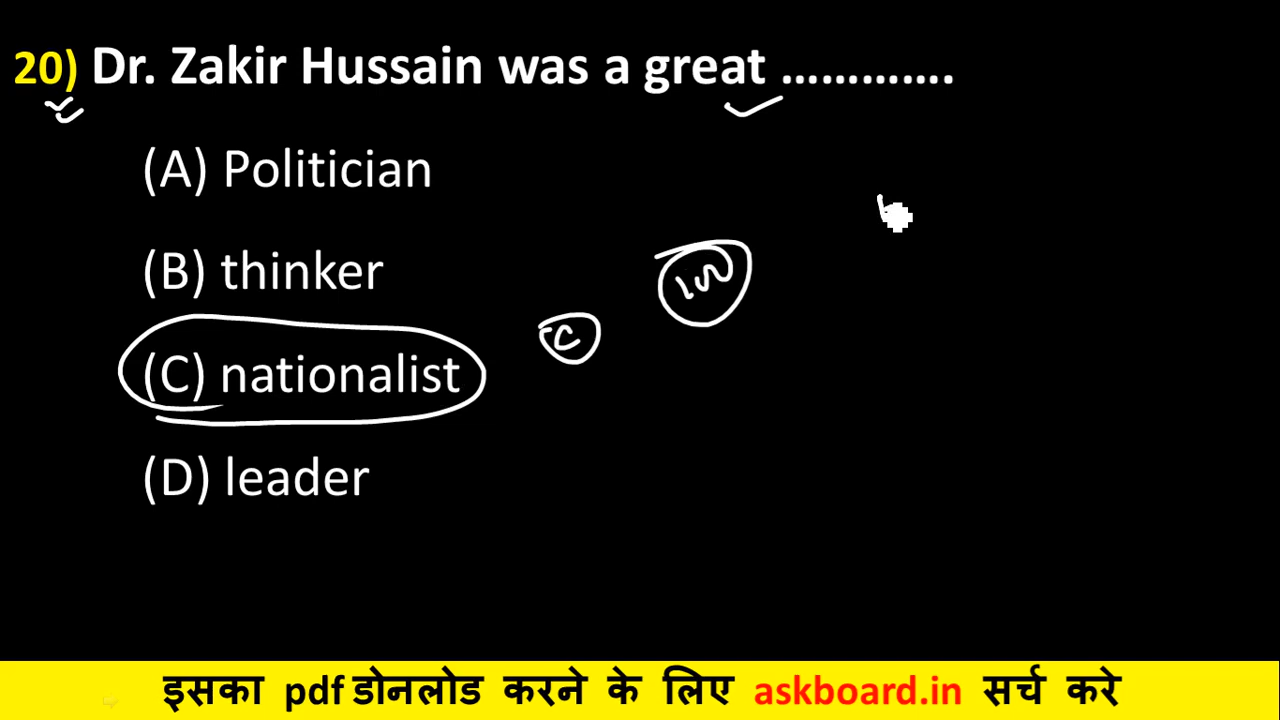 20) Dr. Zakir Hussain was a great ..............
(A) Politician
(B) thinker
(C) nationalist
C
(D) leader
इसका pdf डोनलोड करने के लिए askboard.in सर्च करे